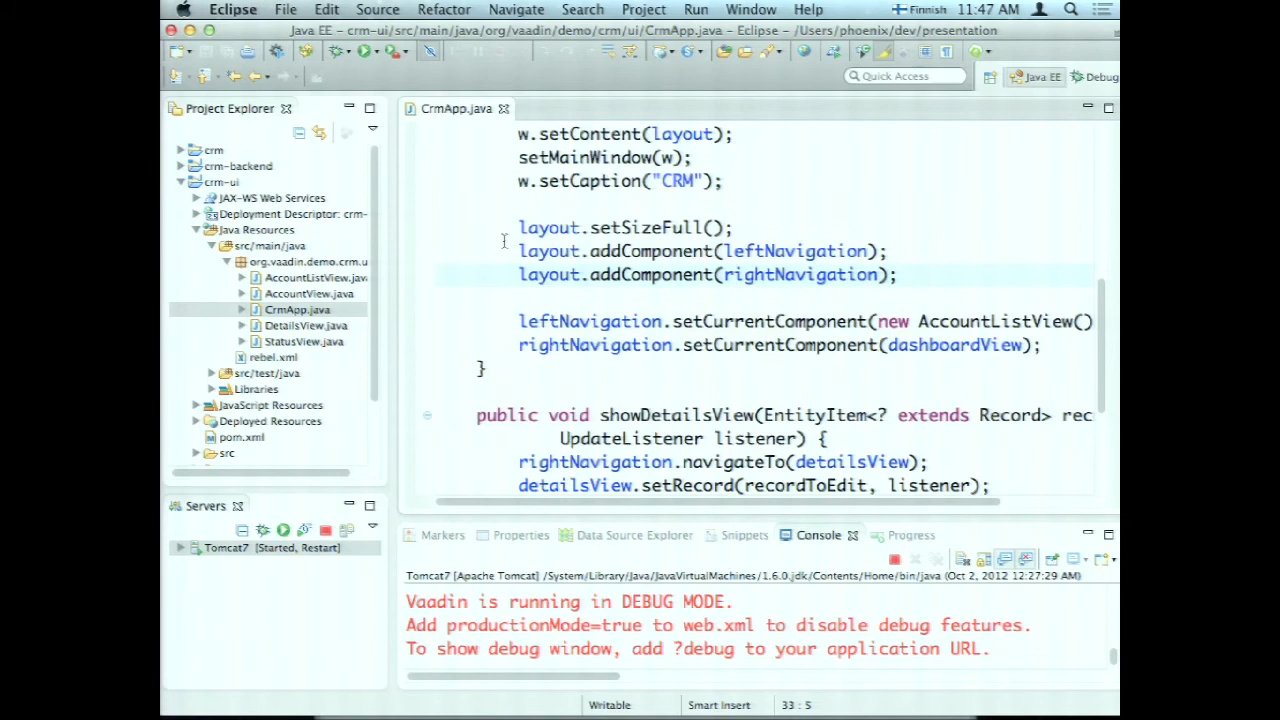 Eclipse File Edit Source Refactor Navigate Search Project Run Window Help Finnish 11:47 AM
Java EE - crm-ui/src/main/java/org/vaadin/demo/crm/ui/CrmApp.java - Eclipse - /Users/phoenix/dev/presentation
Quick Access Java EE Debug
Project Explorer
crm
crm-backend
crm-ui
JAX-WS Web Services
Deployment Descriptor: crm-
Java Resources
src/main/java
org.vaadin.demo.crm.u
AccountListView.jav
AccountView.java
CrmApp.java
DetailsView.java
StatusView.java
rebel.xml
src/test/java
Libraries
JavaScript Resources
Deployed Resources
pom.xml
src
CrmApp.java
w.setContent(layout);
setMainWindow(w);
w.setCaption("CRM");
layout.setSizeFull();
layout.addComponent(leftNavigation);
layout.addComponent(rightNavigation);
leftNavigation.setCurrentComponent(new AccountListView()
rightNavigation.setCurrentComponent(dashboardView);
}
public void showDetailsView(EntityItem<? extends Record> rec
UpdateListener listener) {
rightNavigation.navigateTo(detailsView);
detailsView.setRecord(recordToEdit, listener);
Servers
Tomcat7 [Started, Restart]
Markers Properties Data Source Explorer Snippets Console Progress
Tomcat7 [Apache Tomcat] /System/Library/Java/JavaVirtualMachines/1.6.0.jdk/Contents/Home/bin/java (Oct 2, 2012 12:27:29 AM)
Vaadin is running in DEBUG MODE.
Add productionMode=true to web.xml to disable debug features.
To show debug window, add ?debug to your application URL.
Writable Smart Insert 33 : 5